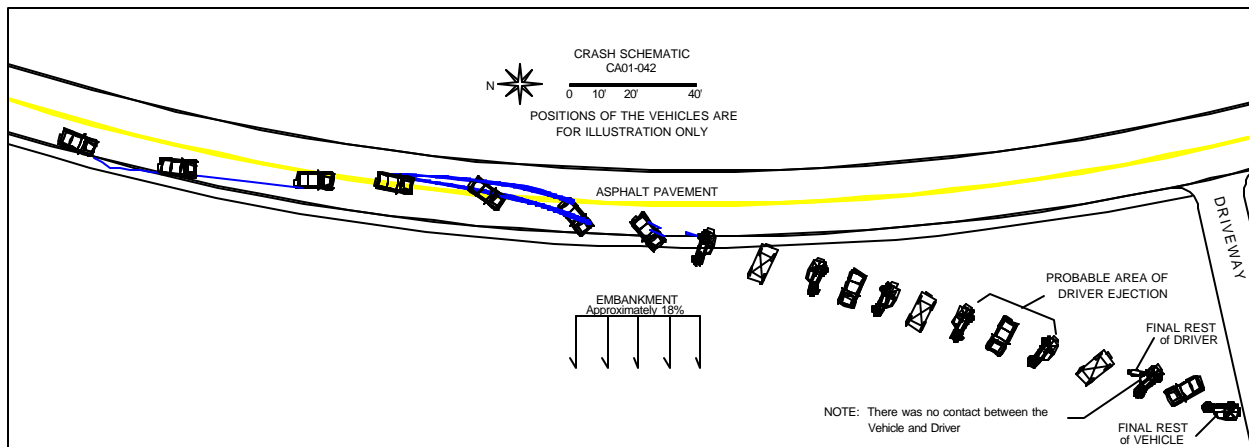 CRASH SCHEMATIC
CA01-042
N
0 10' 20' 40'
POSITIONS OF THE VEHICLES ARE
FOR ILLUSTRATION ONLY
ASPHALT PAVEMENT
DRIVEWAY
EMBANKMENT
Approximately 18%
PROBABLE AREA OF
DRIVER EJECTION
FINAL REST
of DRIVER
NOTE: There was no contact between the
Vehicle and Driver
FINAL REST
of VEHICLE